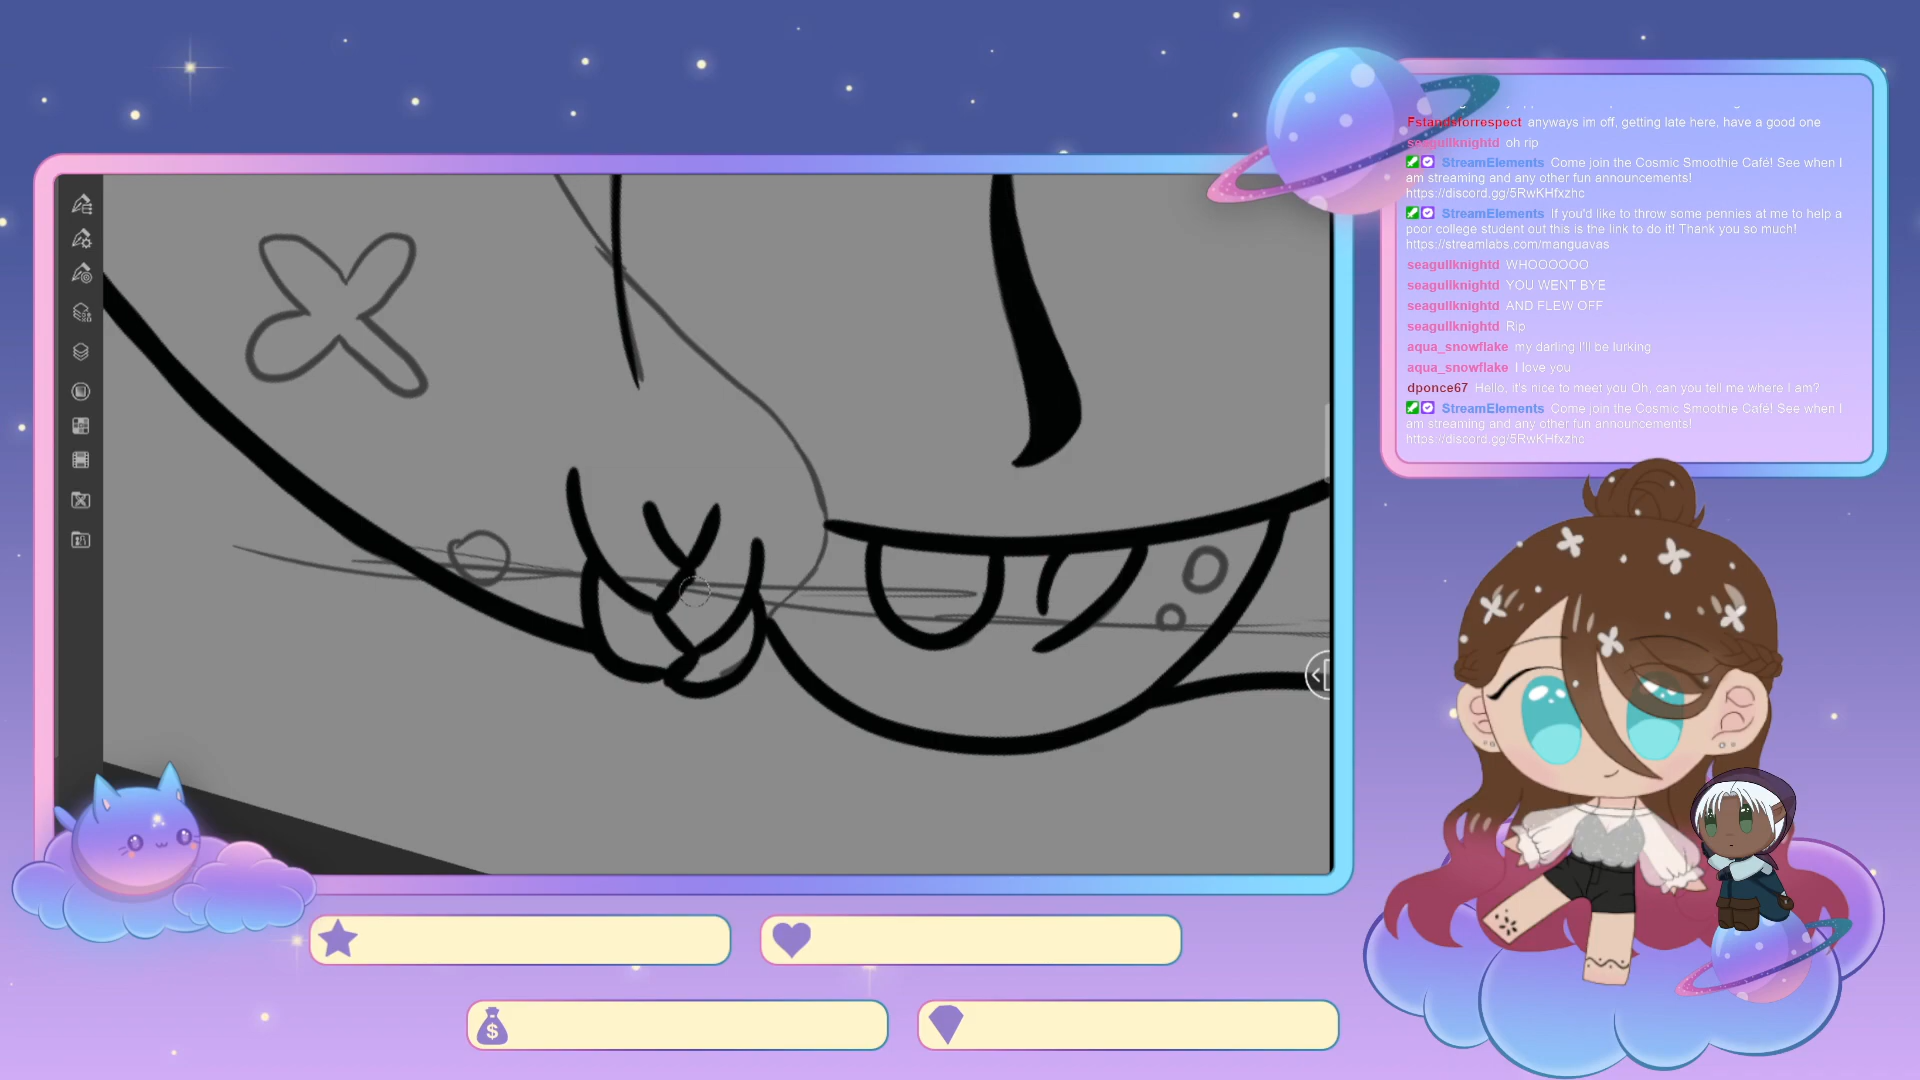 Fstandsforrespect anyways im off, getting late here, have a good one
seagullknightd oh rip
StreamElements Come join the Cosmic Smoothie Café! See when I
am streaming and any other fun announcements!
https://discord.gg/5RwKHfxzhc
StreamElements If you'd like to throw some pennies at me to help a
poor college student out this is the link to do it! Thank you so much!
https://streamlabs.com/manguavas
seagullknightd WHOOOOOO
seagullknightd YOU WENT BYE
seagullknightd AND FLEW OFF
seagullknightd Rip
aqua_snowflake my darling I'll be lurking
aqua_snowflake I love you
dponce67 Hello, it's nice to meet you Oh, can you tell me where I am?
StreamElements Come join the Cosmic Smoothie Café! See when I
am streaming and any other fun announcements!
https://discord.gg/5RwKHfxzhc
$